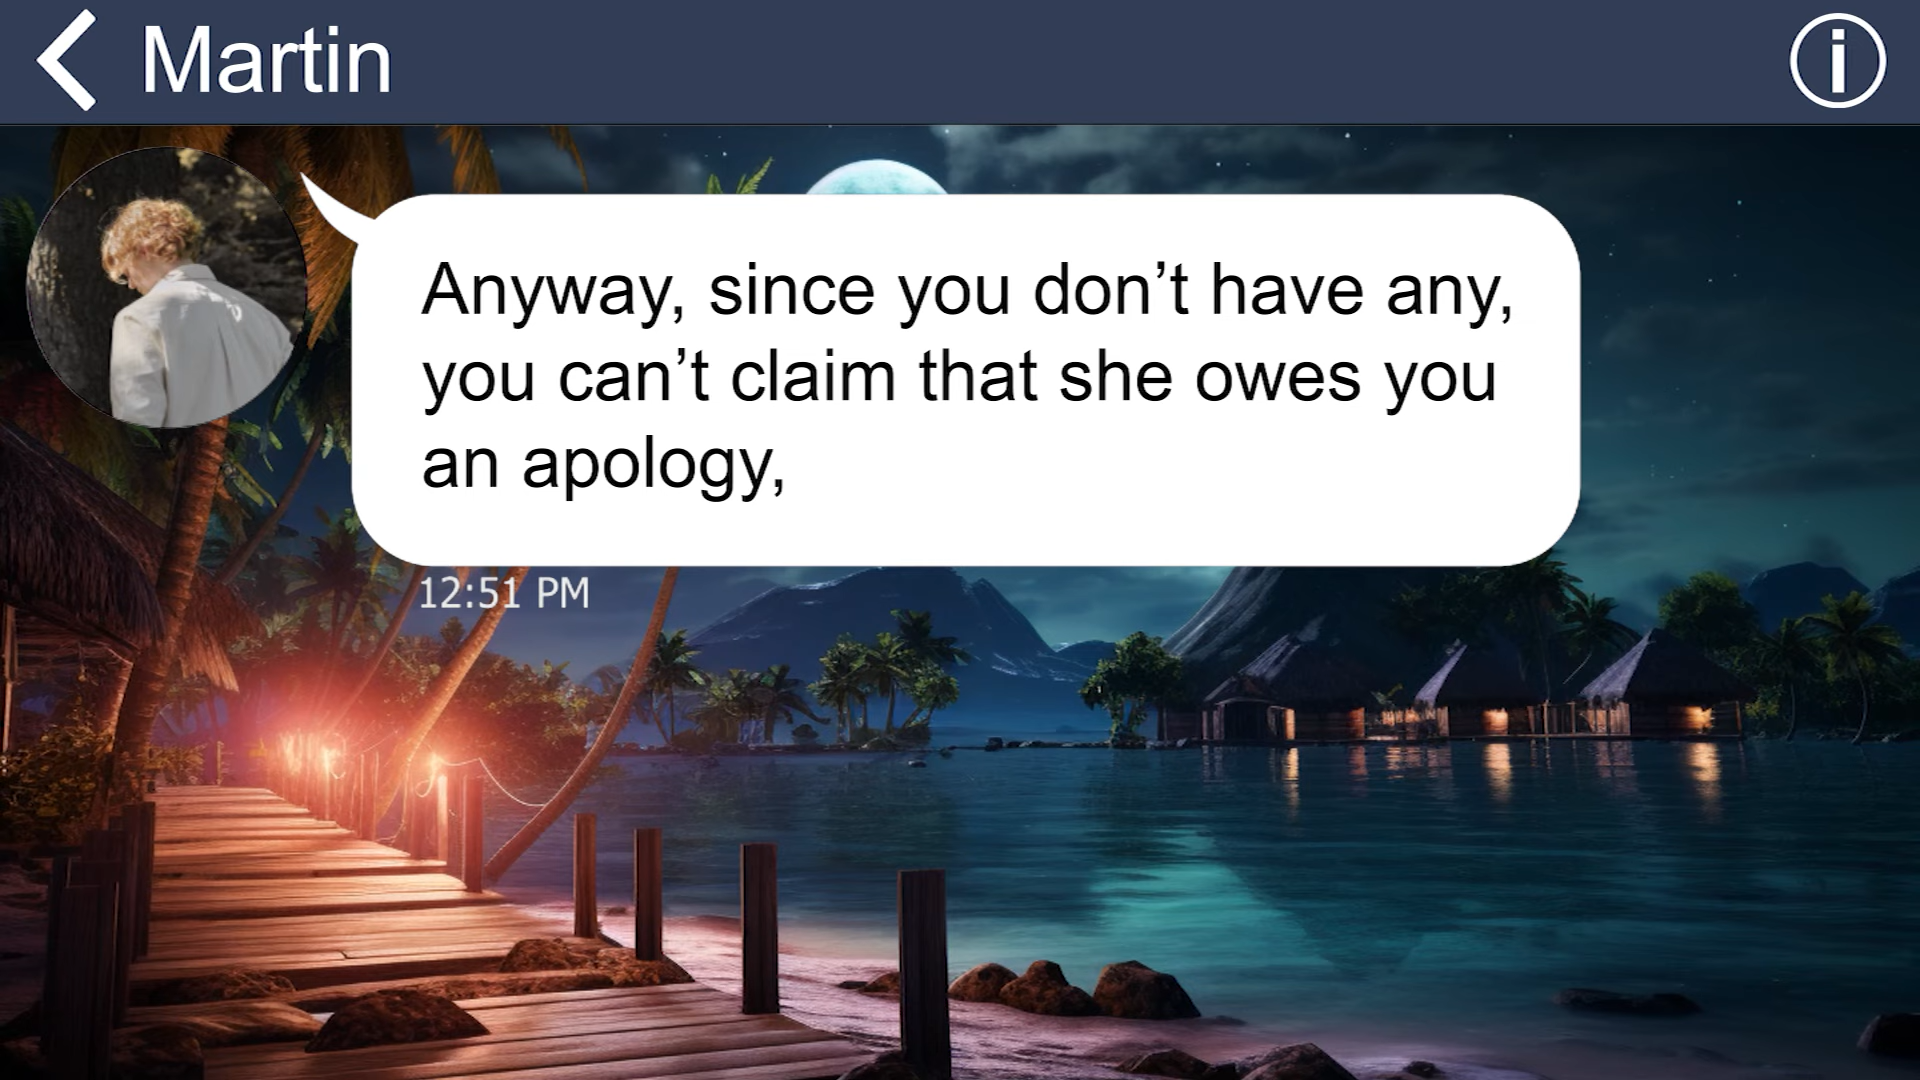 Martin
Anyway, since you don’t have any,
you can’t claim that she owes you
an apology,
12:51 PM